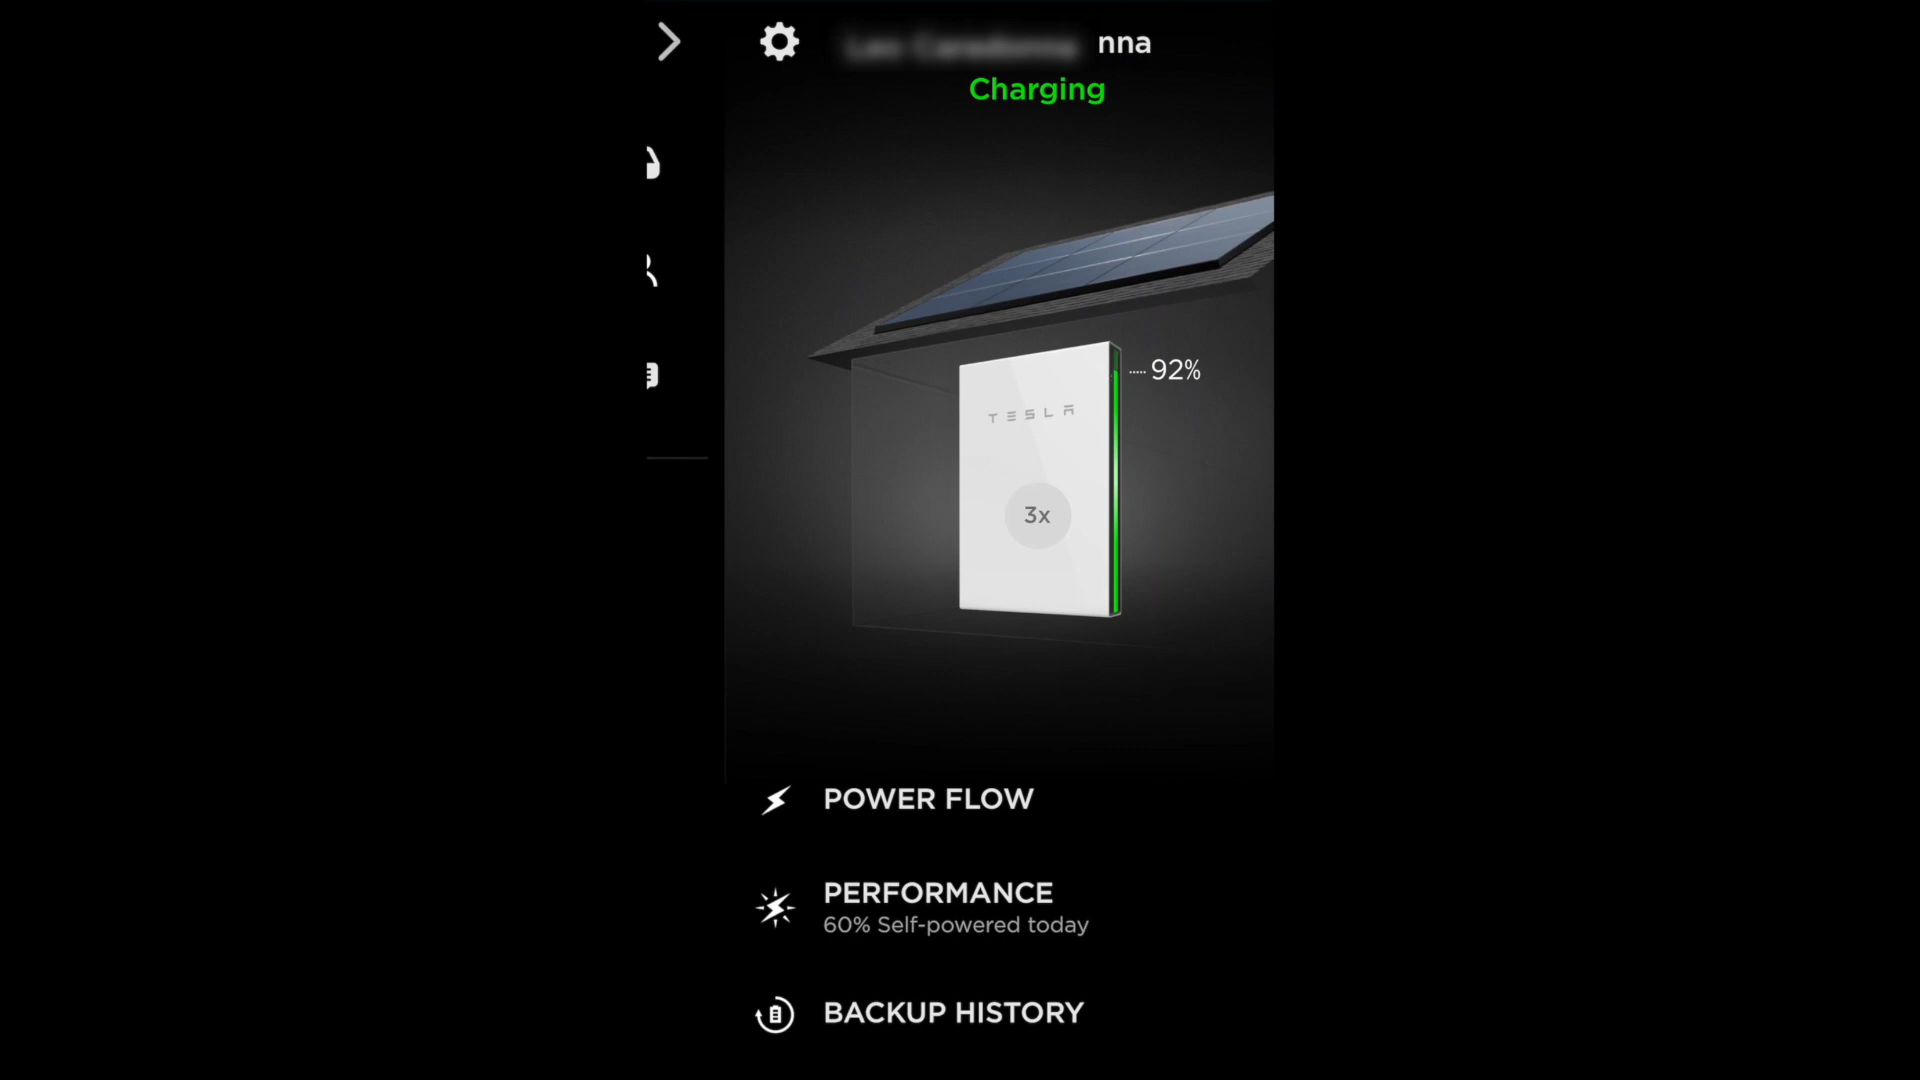 nna
Charging
92%
TESLA
3x
POWER FLOW
PERFORMANCE
60% Self-powered today
BACKUP HISTORY